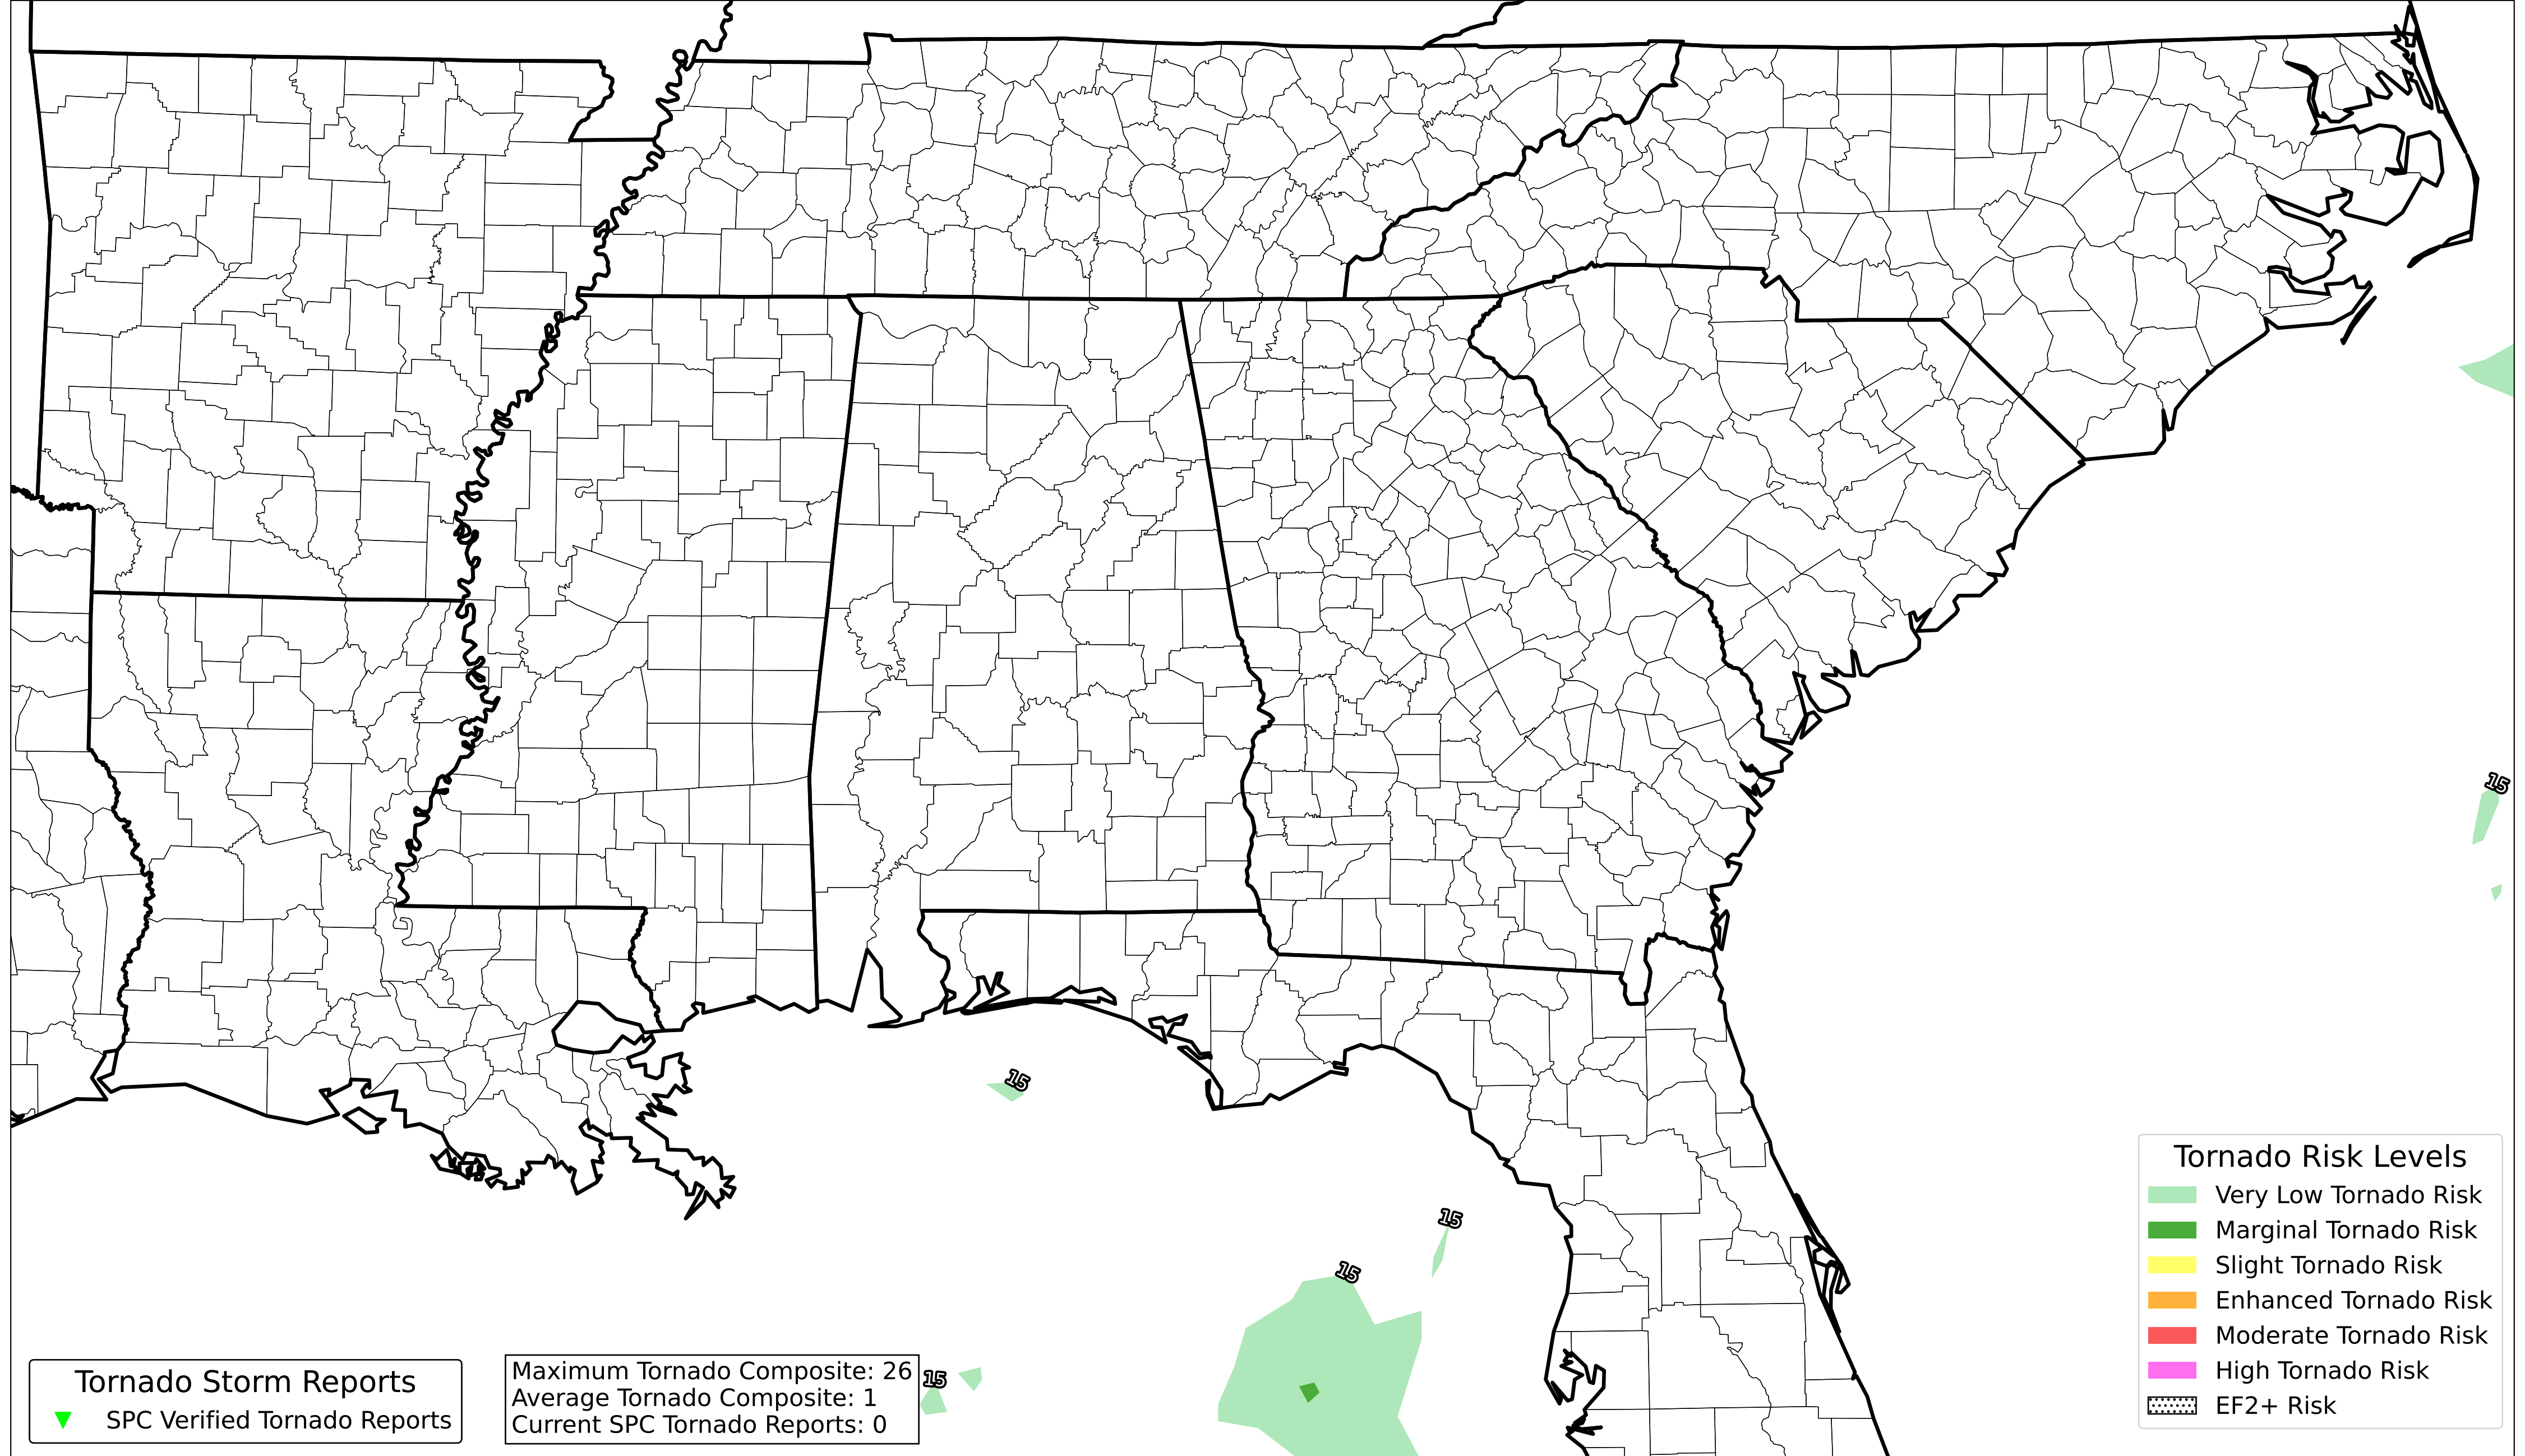 15
15
15
15
15
Tornado Storm Reports
SPC Verified Tornado Reports
Maximum Tornado Composite: 26
Average Tornado Composite: 1
Current SPC Tornado Reports: 0
Tornado Risk Levels
Very Low Tornado Risk
Marginal Tornado Risk
Slight Tornado Risk
Enhanced Tornado Risk
Moderate Tornado Risk
High Tornado Risk
EF2+ Risk